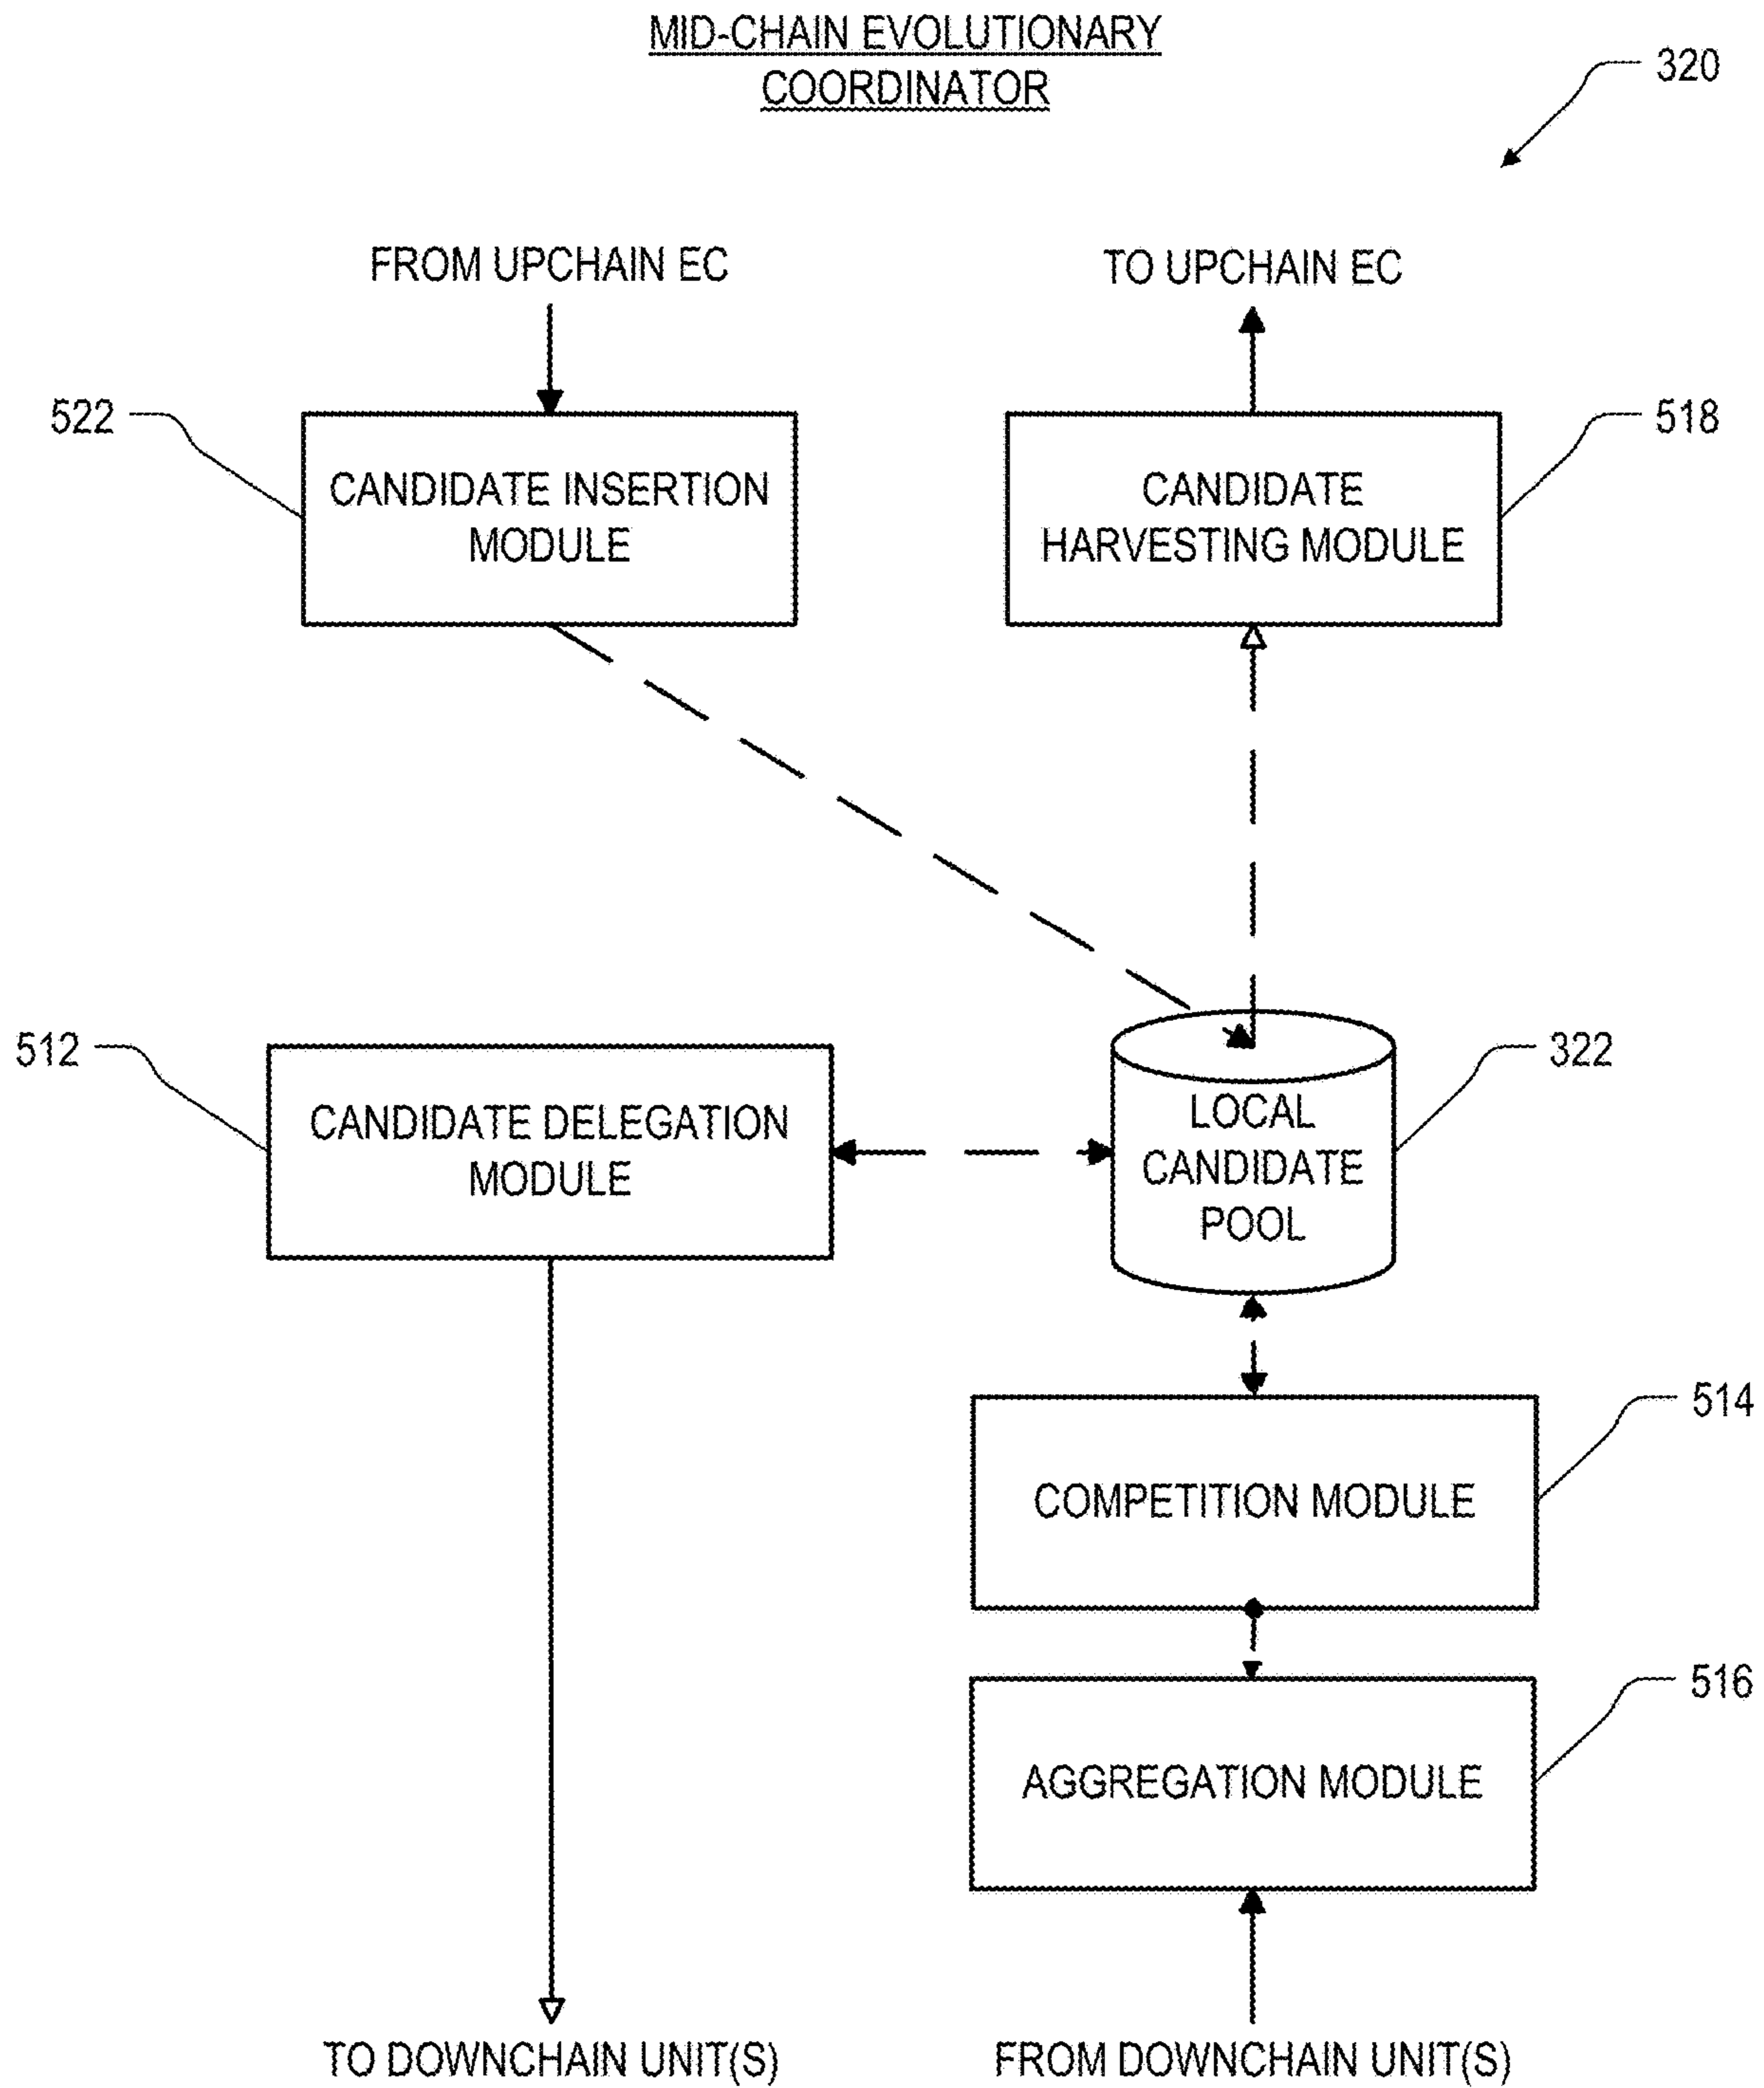 MID-CHAIN EVOLUTIONARY
COORDINATOR
320
FROM UPCHAIN EC
TO UPCHAIN EC
522
CANDIDATE INSERTION
MODULE
518
CANDIDATE
HARVESTING MODULE
512
CANDIDATE DELEGATION
MODULE
322
LOCAL
CANDIDATE
POOL
514
COMPETITION MODULE
516
AGGREGATION MODULE
TO DOWNCHAIN UNIT(S)
FROM DOWNCHAIN UNIT(S)